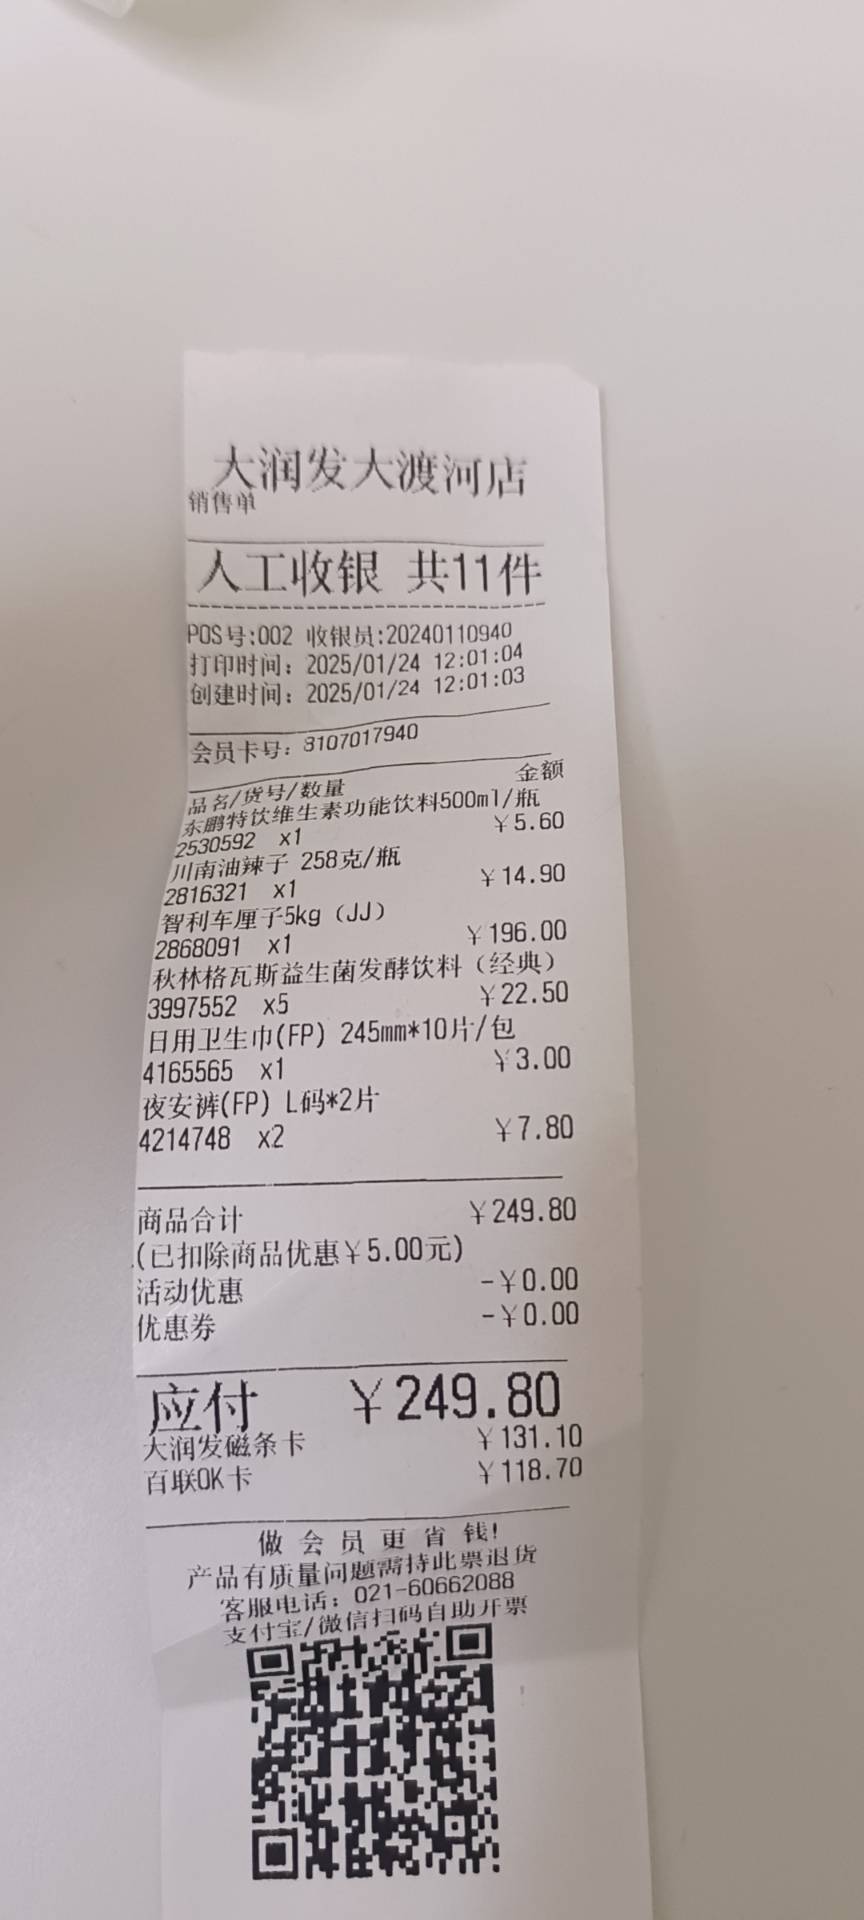 大润发大渡河店
销售单
人工收银 共11件
POS号:002 收银员:20240110940
打印时间: 2025/01/24 12:01:04
创建时间: 2025/01/24 12:01:03
会员卡号: 3107017940
品名/货号/数量 金额
东鹏特饮维生素功能饮料500ml/瓶
2530592 x1 ¥5.60
川南油辣子 258克/瓶
2816321 x1 ¥14.90
智利车厘子5kg（JJ）
2868091 x1 ¥196.00
秋林格瓦斯益生菌发酵饮料（经典）
3997552 x5 ¥22.50
日用卫生巾(FP) 245mm*10片/包
4165565 x1 ¥3.00
夜安裤(FP) L码*2片
4214748 x2 ¥7.80
商品合计 ¥249.80
(已扣除商品优惠¥5.00元)
活动优惠 -¥0.00
优惠券 -¥0.00
应付 ¥249.80
大润发磁条卡 ¥131.10
百联OK卡 ¥118.70
做会员更省钱!
产品有质量问题需持此票退货
客服电话: 021-60662088
支付宝/微信扫码自助开票